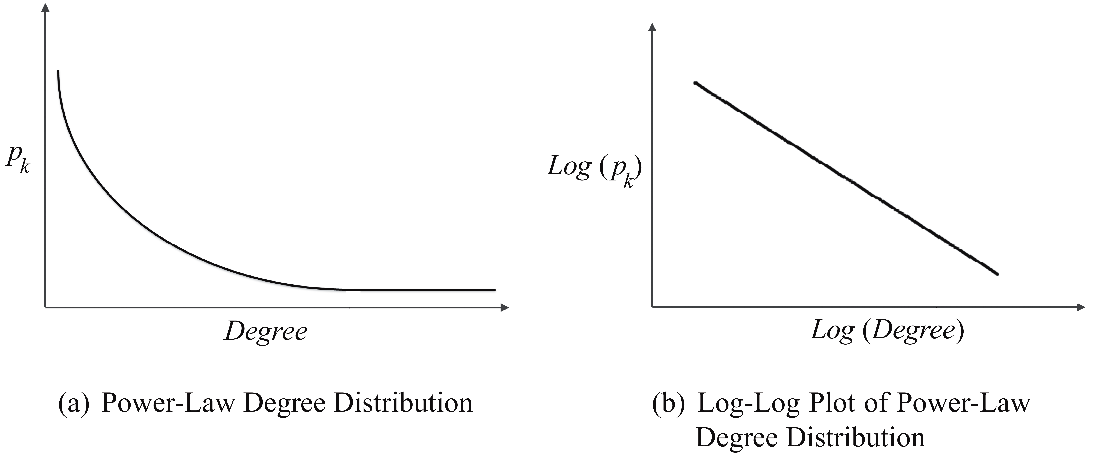 p_k
Degree
(a) Power-Law Degree Distribution
Log (p_k)
Log (Degree)
(b) Log-Log Plot of Power-Law
Degree Distribution